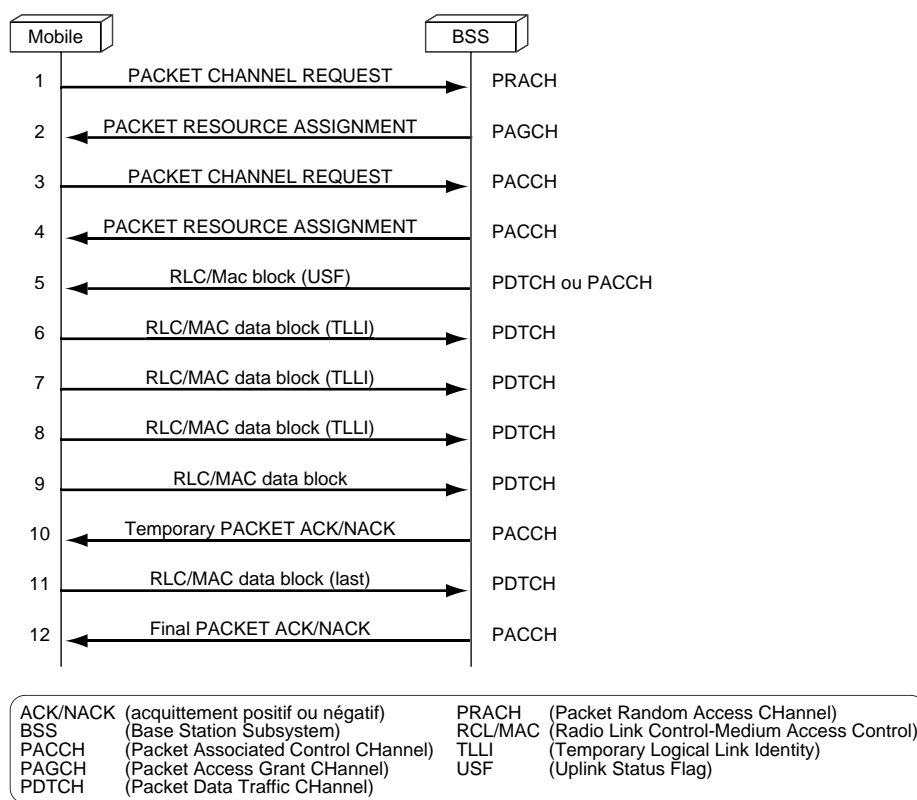 Mobile BSS
1 PACKET CHANNEL REQUEST PRACH
2 PACKET RESOURCE ASSIGNMENT PAGCH
3 PACKET CHANNEL REQUEST PACCH
4 PACKET RESOURCE ASSIGNMENT PACCH
5 RLC/Mac block (USF) PDTCH ou PACCH
6 RLC/MAC data block (TLLI) PDTCH
7 RLC/MAC data block (TLLI) PDTCH
8 RLC/MAC data block (TLLI) PDTCH
9 RLC/MAC data block PDTCH
10 Temporary PACKET ACK/NACK PACCH
11 RLC/MAC data block (last) PDTCH
12 Final PACKET ACK/NACK PACCH
ACK/NACK (acquittement positif ou négatif)
BSS (Base Station Subsystem)
PACCH (Packet Associated Control CHannel)
PAGCH (Packet Access Grant CHannel)
PDTCH (Packet Data Traffic CHannel)
PRACH (Packet Random Access CHannel)
RCL/MAC (Radio Link Control-Medium Access Control)
TLLI (Temporary Logical Link Identity)
USF (Uplink Status Flag)